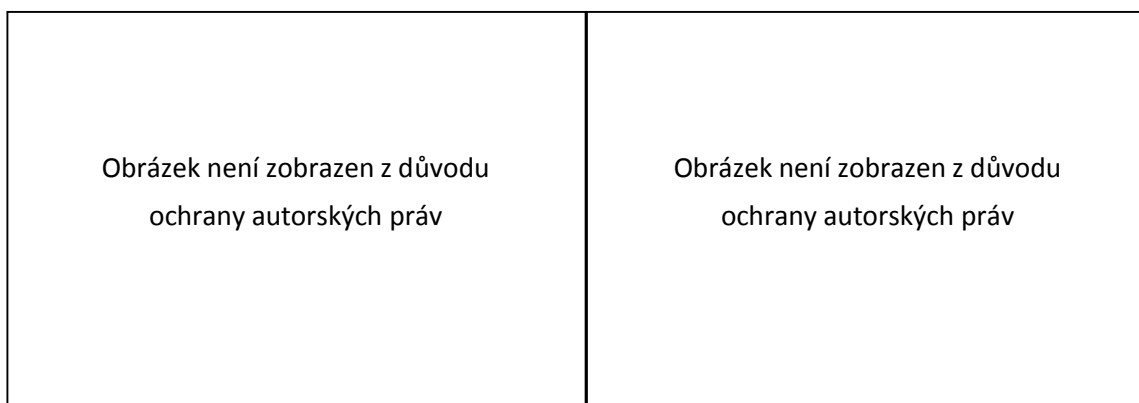 Obrázek není zobrazen z důvodu
ochrany autorských práv
Obrázek není zobrazen z důvodu
ochrany autorských práv